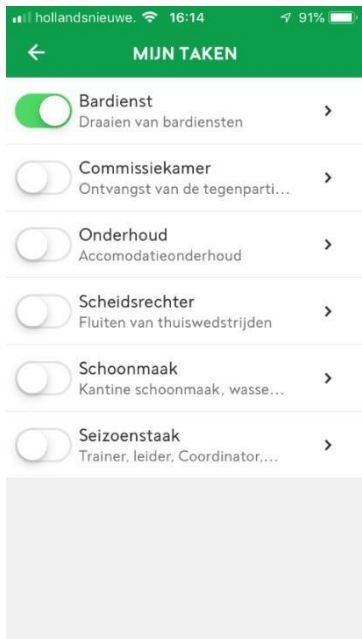 hollandsnieuwe. 16:14 91%
MIJN TAKEN
Bardienst
Draaien van bardiensten
Commissiekamer
Ontvangst van de tegenparti...
Onderhoud
Accomodatieonderhoud
Scheidsrechter
Fluiten van thuiswedstrijden
Schoonmaak
Kantine schoonmaak, wasse...
Seizoenstaak
Trainer, leider, Coordinator,...